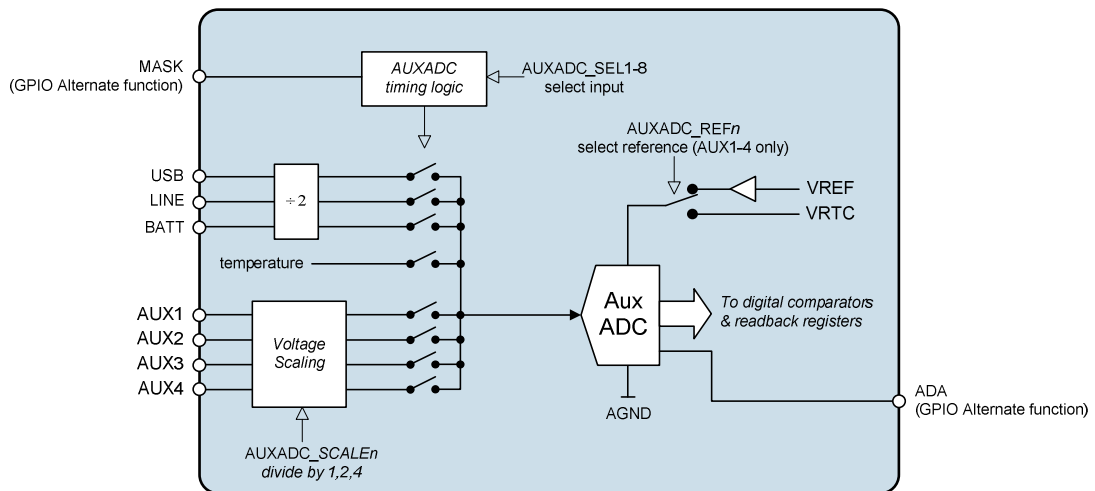 MASK
(GPIO Alternate function)
AUXADC
timing logic
AUXADC_SEL1-8
select input
AUXADC_REFn
select reference (AUX1-4 only)
USB
LINE
BATT
÷2
VREF
VRTC
temperature
AUX1
AUX2
AUX3
AUX4
Voltage
Scaling
Aux
ADC
To digital comparators
& readback registers
AGND
ADA
(GPIO Alternate function)
AUXADC_SCALEn
divide by 1,2,4